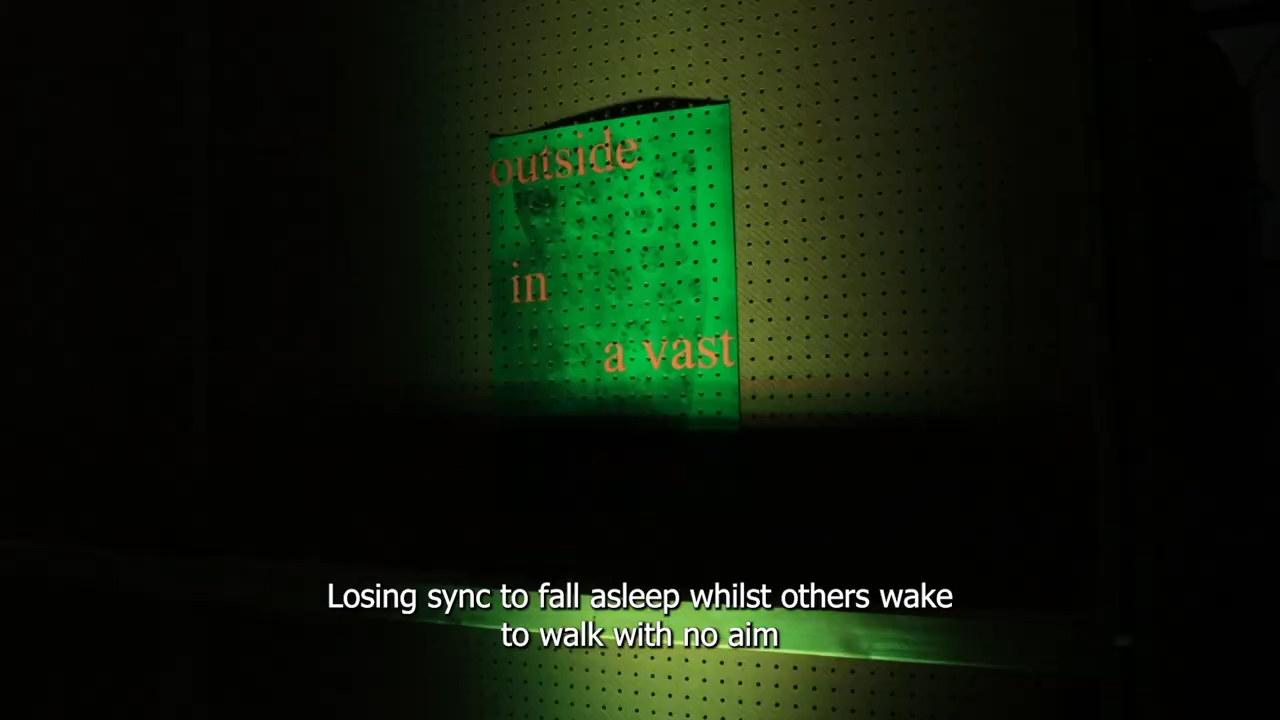 outside
in
a vast
Losing sync to fall asleep whilst others wake
to walk with no aim